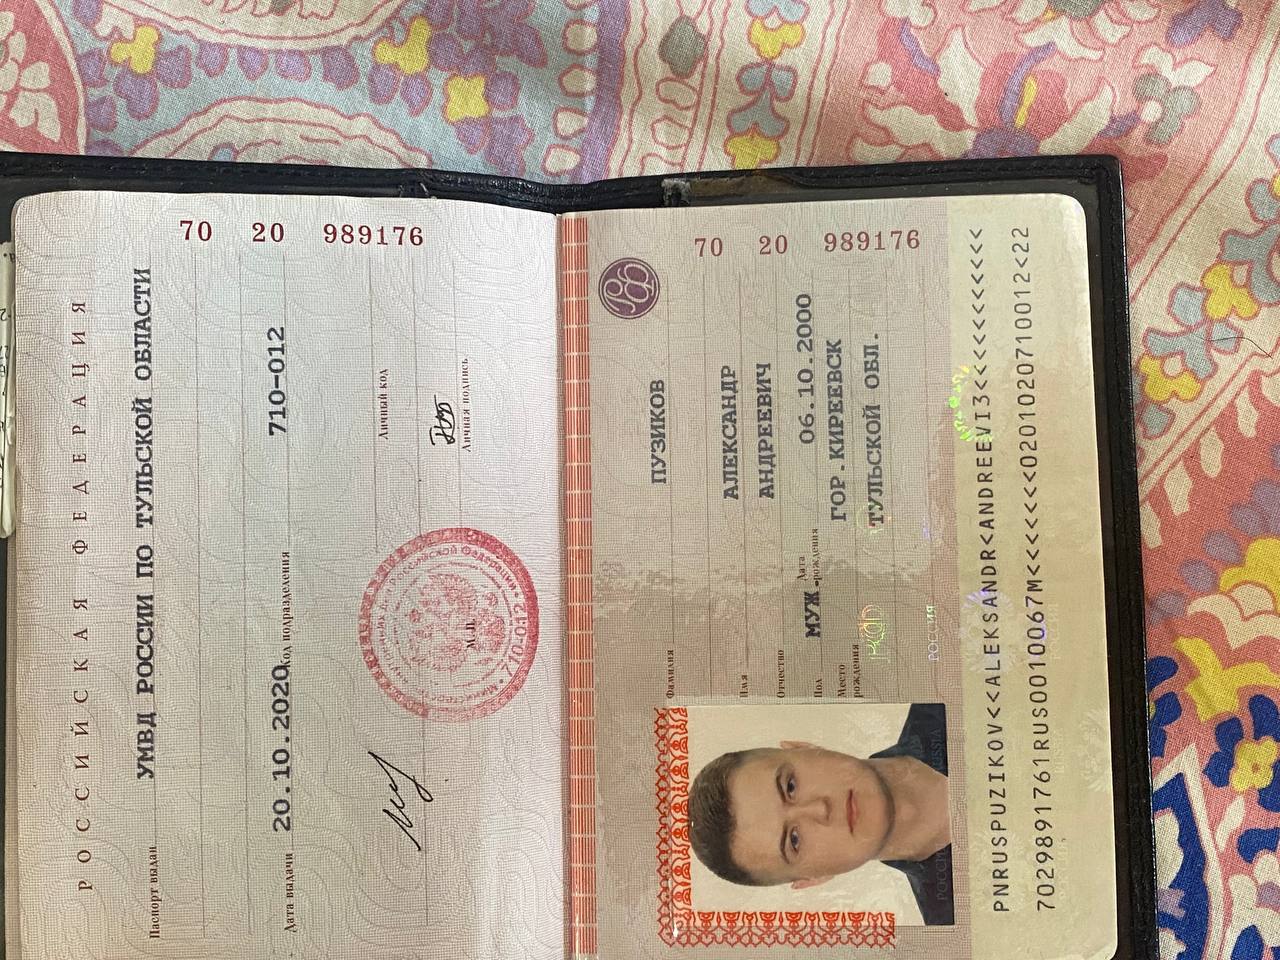 РОССИЙСКАЯ ФЕДЕРАЦИЯ
Паспорт выдан
УМВД РОССИИ ПО ТУЛЬСКОЙ ОБЛАСТИ
Дата выдачи 20.10.2020 Код подразделения 710-012
Личный код
Личная подпись
М.П.
70 20 989176
70 20 989176
Фамилия
ПУЗИКОВ
Имя АЛЕКСАНДР
Отчество АНДРЕЕВИЧ
Пол МУЖ. Дата рождения 06.10.2000
Место рождения ГОР.КИРЕЕВСК
ТУЛЬСКОЙ ОБЛ.
РОССИЯ
PNRUSPUZIKOV<<ALEKSANDR<ANDREEVI3<<<<<<<<<<<
7029891761RUS0010067M<<<<<<<0201020710012<22